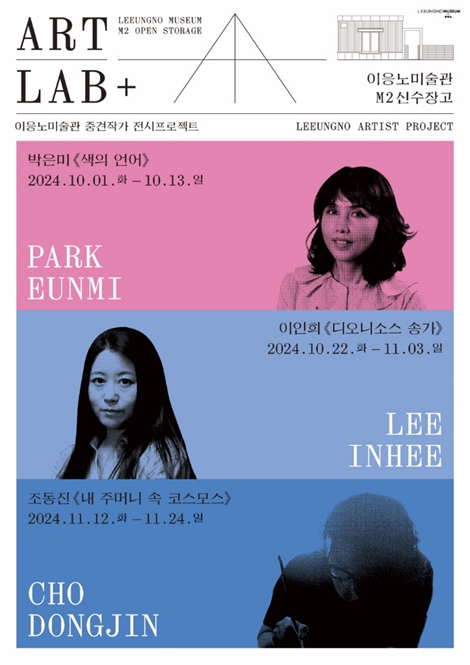 ART
LAB+
LEEUNGNO MUSEUM
M2 OPEN STORAGE
LEEUNGNOMUSEUM
이응노미술관
M2신수장고
이응노미술관 중견작가 전시프로젝트
LEEUNGNO ARTIST PROJECT
박은미《색의 언어》
2024.10.01.화 – 10.13.일
PARK
EUNMI
이인희《디오니소스 송가》
2024.10.22.화 – 11.03.일
LEE
INHEE
조동진《내 주머니 속 코스모스》
2024.11.12.화 – 11.24.일
CHO
DONGJIN